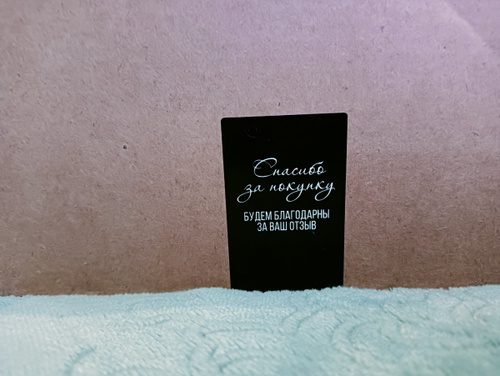 Спасибо
за покупку
БУДЕМ БЛАГОДАРНЫ
ЗА ВАШ ОТЗЫВ